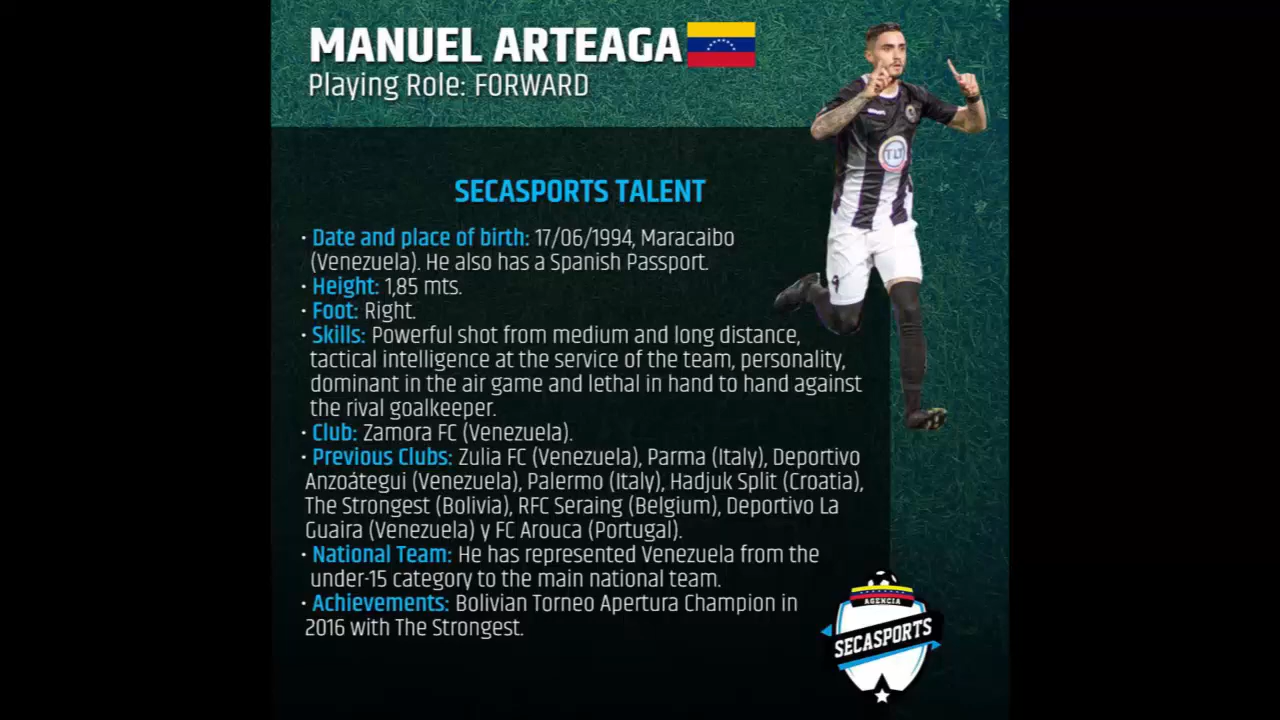 MANUEL ARTEAGA
Playing Role: FORWARD
SECASPORTS TALENT
· Date and place of birth: 17/06/1994, Maracaibo
(Venezuela). He also has a Spanish Passport.
· Height: 1,85 mts.
· Foot: Right.
· Skills: Powerful shot from medium and long distance,
tactical intelligence at the service of the team, personality,
dominant in the air game and lethal in hand to hand against
the rival goalkeeper.
· Club: Zamora FC (Venezuela).
· Previous Clubs: Zulia FC (Venezuela), Parma (Italy), Deportivo
Anzoátegui (Venezuela), Palermo (Italy), Hadjuk Split (Croatia),
The Strongest (Bolivia), RFC Seraing (Belgium), Deportivo La
Guaira (Venezuela) y FC Arouca (Portugal).
· National Team: He has represented Venezuela from the
under-15 category to the main national team.
· Achievements: Bolivian Torneo Apertura Champion in
2016 with The Strongest.
TLT
AGENCIA
SECASPORTS